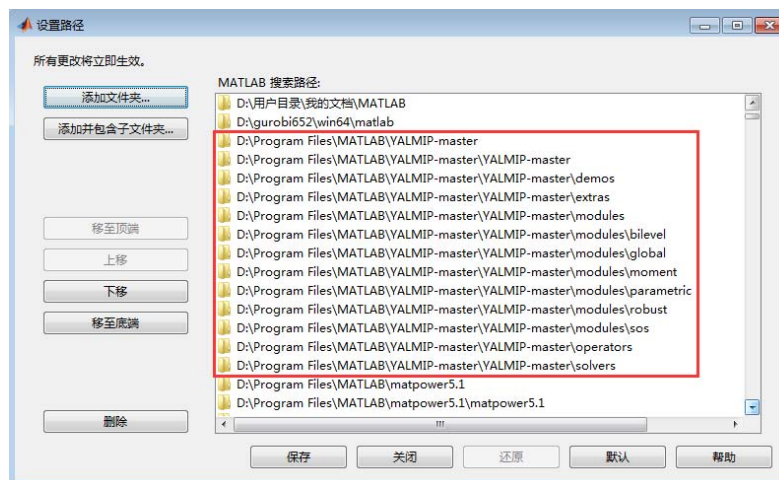 设置路径
所有更改将立即生效。
MATLAB 搜索路径:
添加文件夹...
添加并包含子文件夹...
移至顶端
上移
下移
移至底端
删除
D:\用户目录\我的文档\MATLAB
D:\gurobi652\win64\matlab
D:\Program Files\MATLAB\YALMIP-master
D:\Program Files\MATLAB\YALMIP-master\YALMIP-master
D:\Program Files\MATLAB\YALMIP-master\YALMIP-master\demos
D:\Program Files\MATLAB\YALMIP-master\YALMIP-master\extras
D:\Program Files\MATLAB\YALMIP-master\YALMIP-master\modules
D:\Program Files\MATLAB\YALMIP-master\YALMIP-master\modules\bilevel
D:\Program Files\MATLAB\YALMIP-master\YALMIP-master\modules\global
D:\Program Files\MATLAB\YALMIP-master\YALMIP-master\modules\moment
D:\Program Files\MATLAB\YALMIP-master\YALMIP-master\modules\parametric
D:\Program Files\MATLAB\YALMIP-master\YALMIP-master\modules\robust
D:\Program Files\MATLAB\YALMIP-master\YALMIP-master\modules\sos
D:\Program Files\MATLAB\YALMIP-master\YALMIP-master\operators
D:\Program Files\MATLAB\YALMIP-master\YALMIP-master\solvers
D:\Program Files\MATLAB\matpower5.1
D:\Program Files\MATLAB\matpower5.1\matpower5.1
保存
关闭
还原
默认
帮助